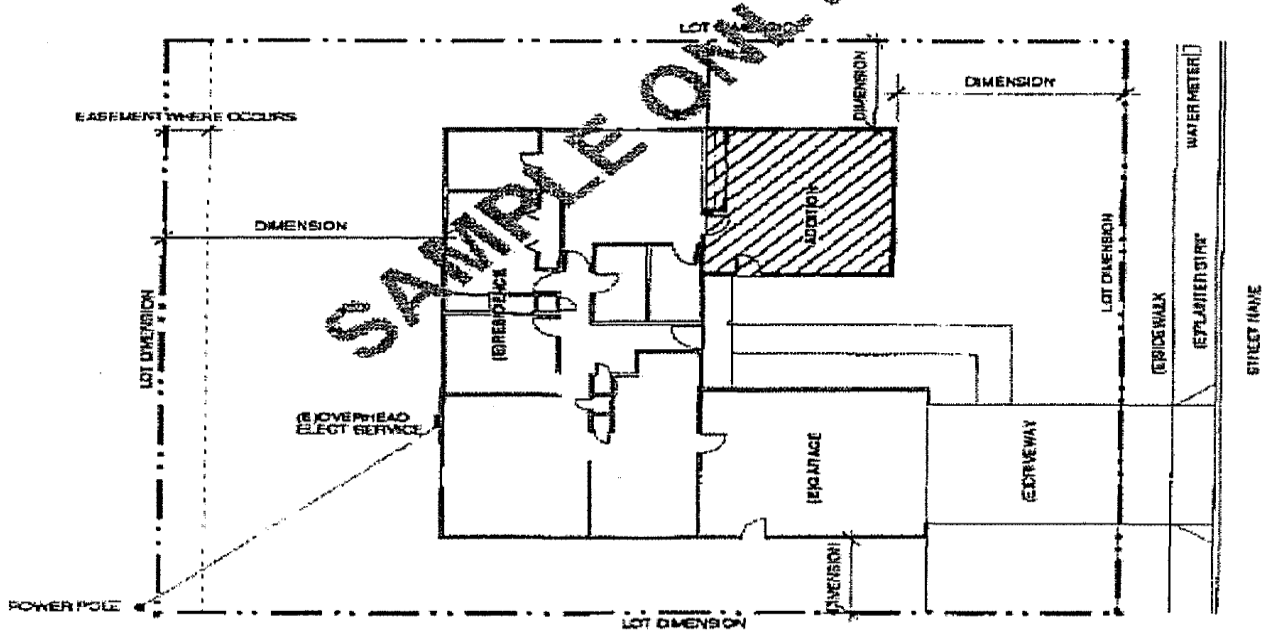 LOT DIMENSION
SAMPLE ONLY
DIMENSION
DIMENSION
WATER METER
EASEMENT WHERE OCCURS
DIMENSION
ADDITION
LOT DIMENSION
LOT DIMENSION
(E)RESIDENCE
(E)SIDEWALK
(E)PLANTER STRIP
STREET NAME
(E)OVERHEAD
ELECT SERVICE
(E)GARAGE
(E)DRIVEWAY
DIMENSION
POWER POLE
LOT DIMENSION